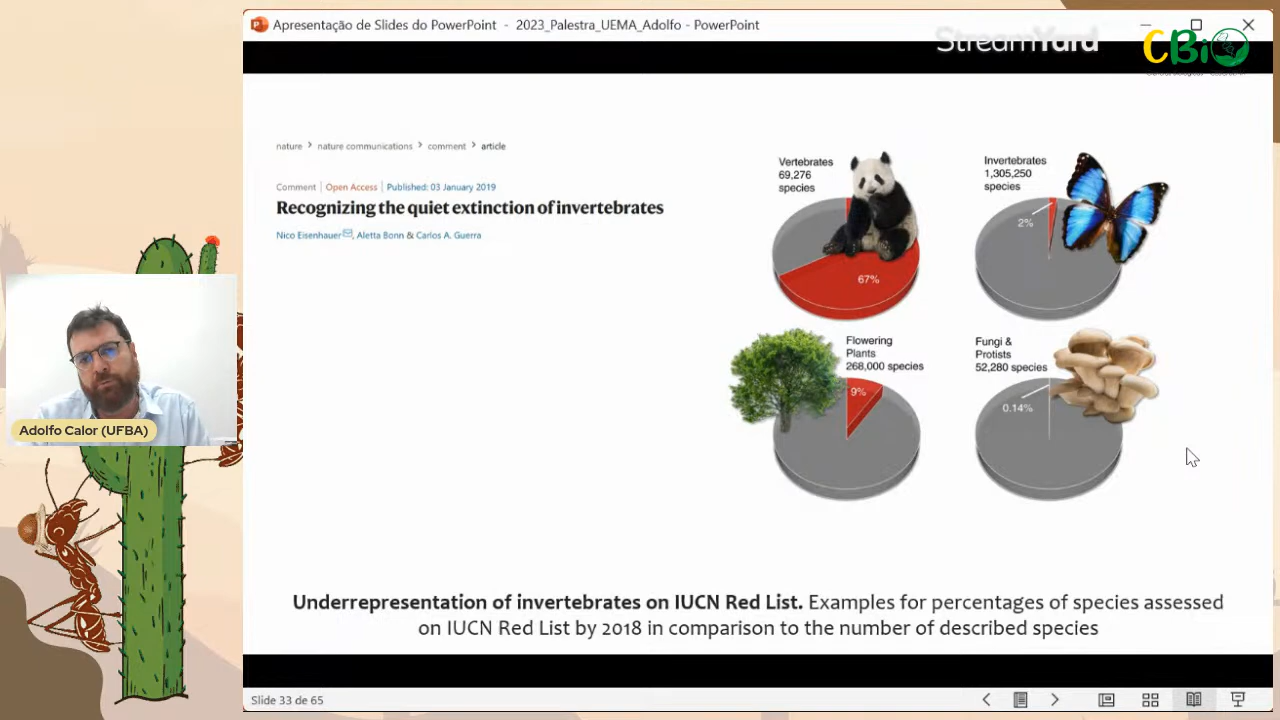 Apresentação de Slides do PowerPoint - 2023_Palestra_UEMA_Adolfo - PowerPoint
StreamYard
CBiO
nature > nature communications > comment > article
Comment | Open Access | Published: 03 January 2019
Recognizing the quiet extinction of invertebrates
Nico Eisenhauer, Aletta Bonn & Carlos A. Guerra
Vertebrates
69,276
species
67%
Invertebrates
1,305,250
species
2%
Flowering
Plants
268,000 species
9%
Fungi &
Protists
52,280 species
0.14%
Adolfo Calor (UFBA)
Underrepresentation of invertebrates on IUCN Red List. Examples for percentages of species assessed
on IUCN Red List by 2018 in comparison to the number of described species
Slide 33 de 65